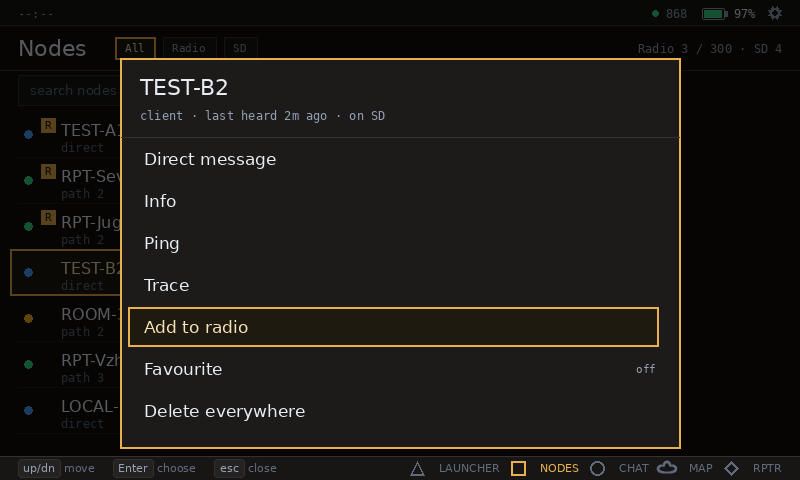 --:--
868 97%
Nodes All Radio SD Radio 3 / 300 · SD 4
search nodes
TEST-B2
client · last heard 2m ago · on SD
R TEST-A1
direct
R RPT-Sev
path 2
R RPT-Jug
path 2
TEST-B2
direct
ROOM-
path 2
RPT-Vzh
path 3
LOCAL-
direct
Direct message
Info
Ping
Trace
Add to radio
Favourite off
Delete everywhere
up/dn move Enter choose esc close LAUNCHER NODES CHAT MAP RPTR